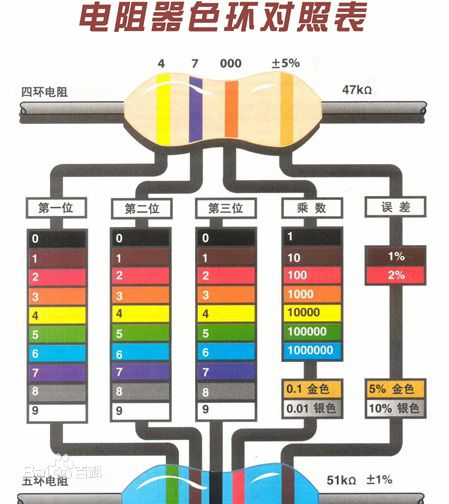 电阻器色环对照表
4 7 000 ±5%
四环电阻 47kΩ
第一位 第二位 第三位 乘数 误差
0 0 0 1
1 1 1 10 1%
2 2 2 100 2%
3 3 3 1000
4 4 4 10000
5 5 5 100000
6 6 6 1000000
7 7 7
8 8 8 0.1 金色 5% 金色
9 9 9 0.01 银色 10% 银色
Bai百科
五环电阻 51kΩ ±1%